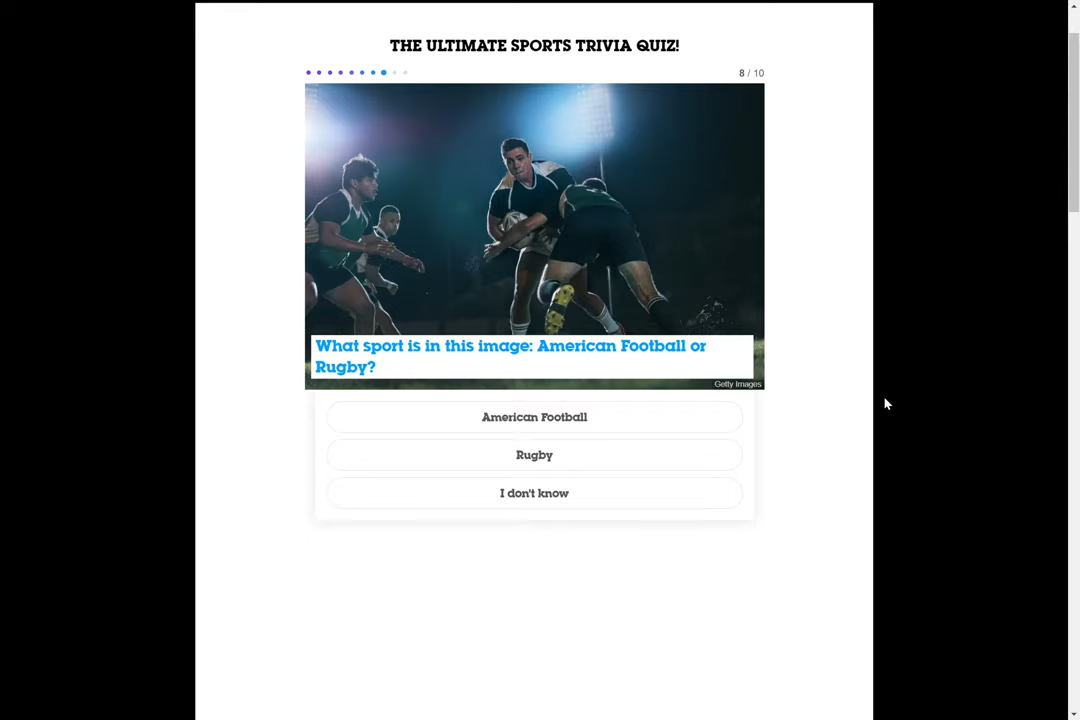 THE ULTIMATE SPORTS TRIVIA QUIZ!
8 / 10
What sport is in this image: American Football or
Rugby?
Getty Images
American Football
Rugby
I don't know